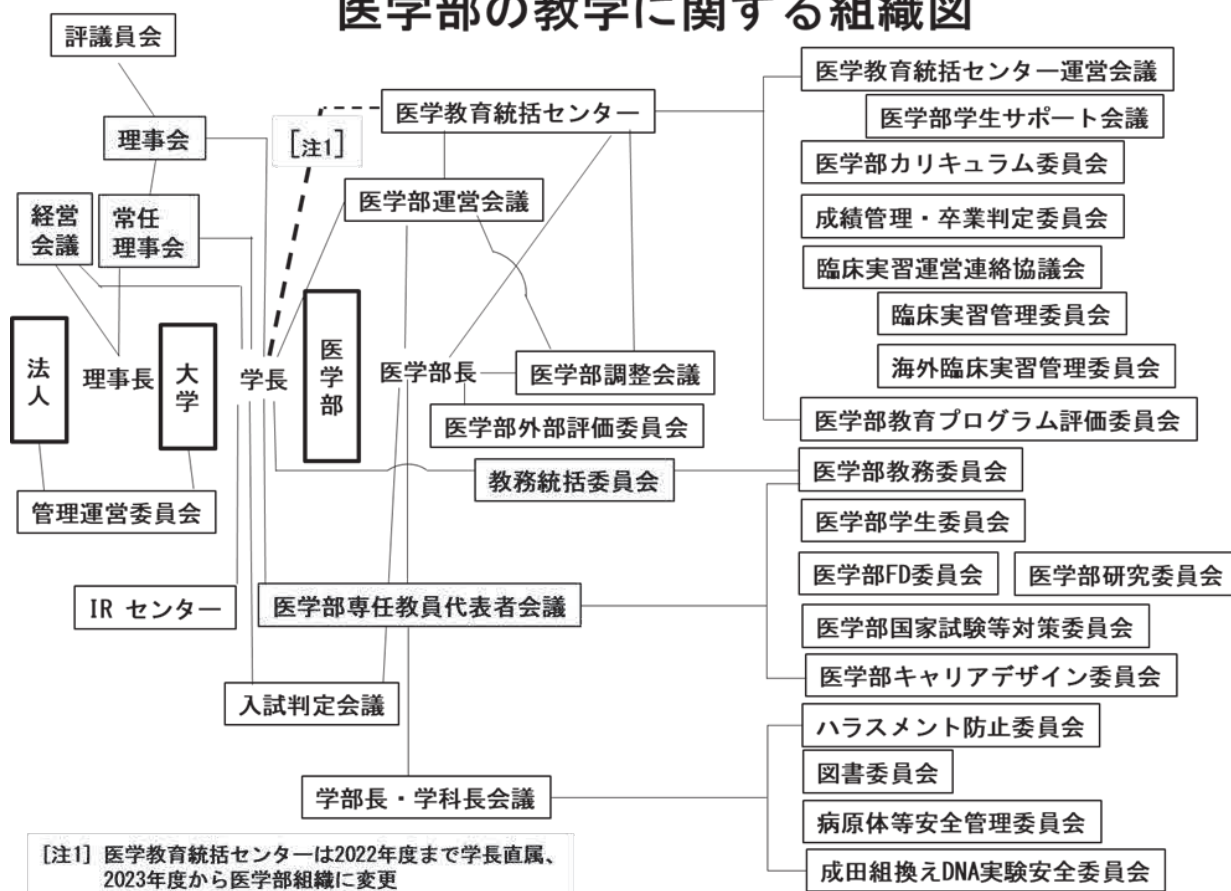 医学部の教学に関する組織図
評議員会
理事会
経営
会議
常任
理事会
法人
理事長
大学
学長
医学部
管理運営委員会
IR センター
[注1]
医学教育統括センター
医学部運営会議
医学部長
医学部調整会議
医学部外部評価委員会
教務統括委員会
医学部専任教員代表者会議
入試判定会議
学部長・学科長会議
医学教育統括センター運営会議
医学部学生サポート会議
医学部カリキュラム委員会
成績管理・卒業判定委員会
臨床実習運営連絡協議会
臨床実習管理委員会
海外臨床実習管理委員会
医学部教育プログラム評価委員会
医学部教務委員会
医学部学生委員会
医学部FD委員会 医学部研究委員会
医学部国家試験等対策委員会
医学部キャリアデザイン委員会
ハラスメント防止委員会
図書委員会
病原体等安全管理委員会
成田組換えDNA実験安全委員会
[注1] 医学教育統括センターは2022年度まで学長直属、
2023年度から医学部組織に変更